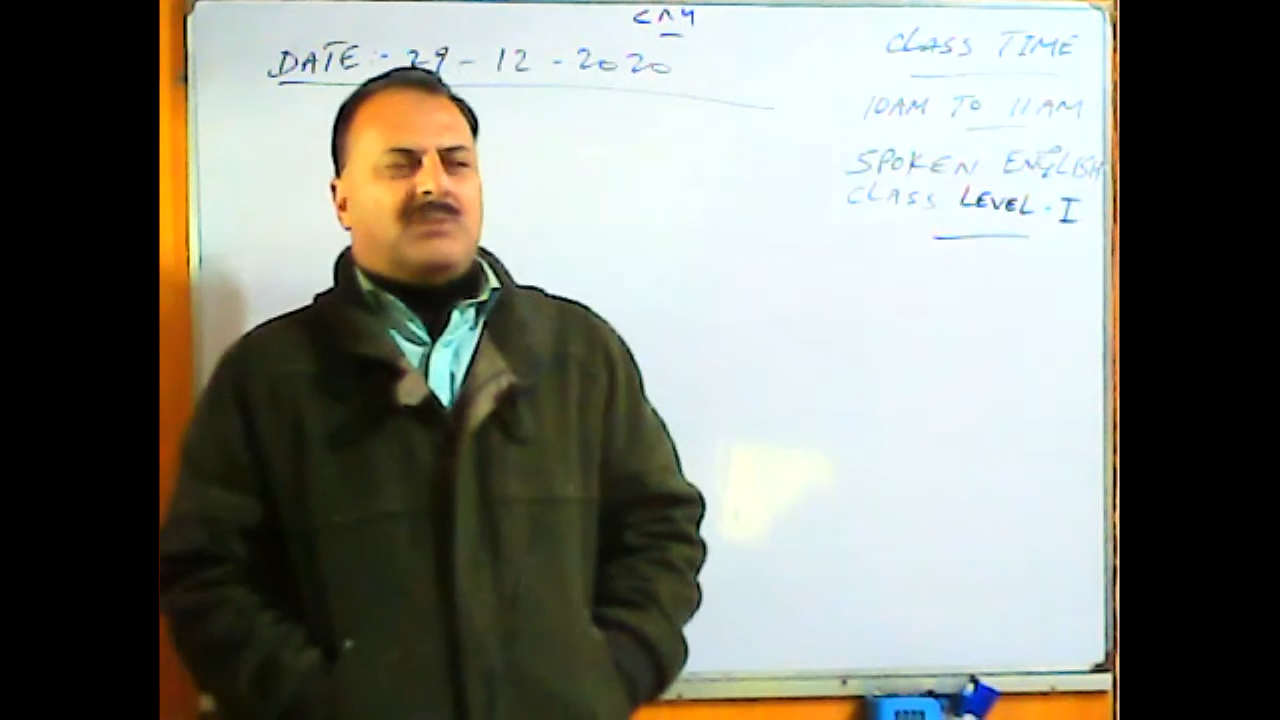 DATE:- 29-12-2020
CLASS TIME
10AM TO 11AM
SPOKEN ENGLISH
CLASS LEVEL-I